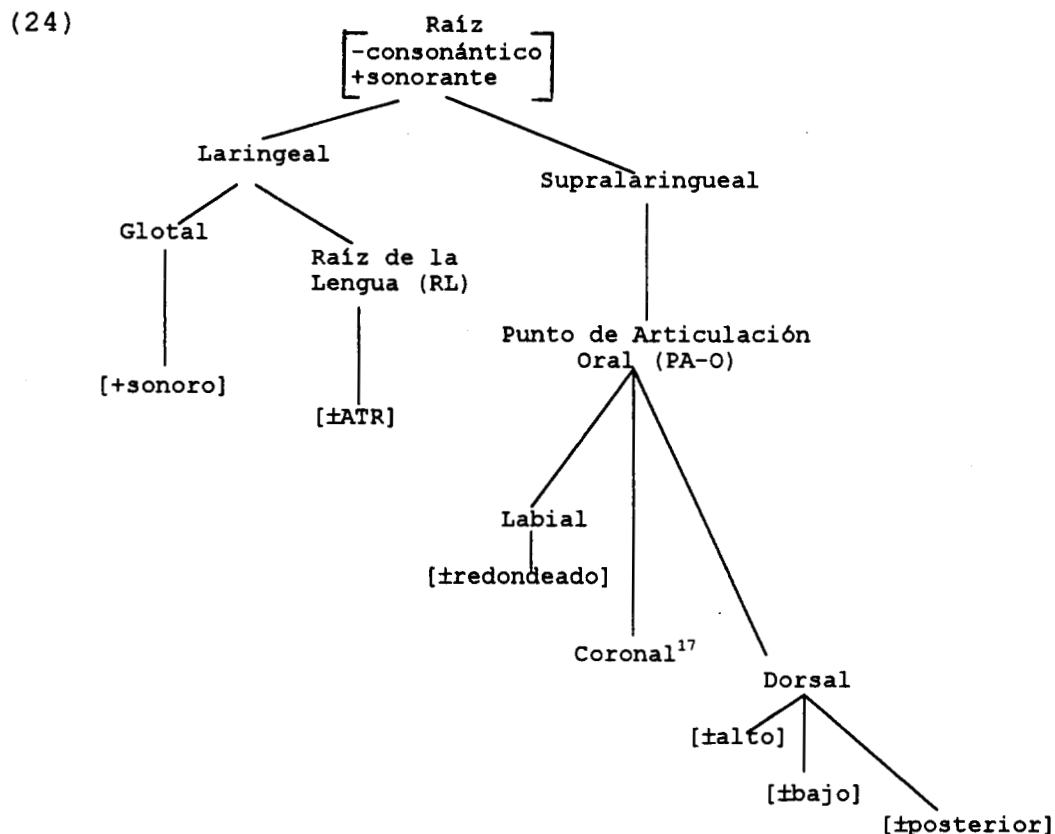 (24)
Raíz
-consonántico
+sonorante
Laringeal
Supralaringueal
Glotal
Raíz de la
Lengua (RL)
Punto de Articulación
Oral (PA-O)
[+sonoro]
[±ATR]
Labial
[±redondeado]
Coronal¹⁷
Dorsal
[±alto]
[±bajo]
[±posterior]